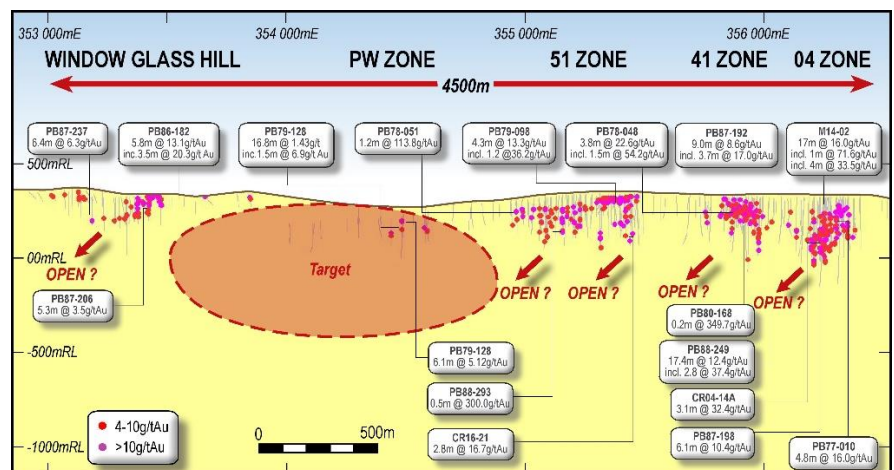 353 000mE
354 000mE
355 000mE
356 000mE
WINDOW GLASS HILL
PW ZONE
51 ZONE
41 ZONE
04 ZONE
4500m
PB87-237
6.4m @ 6.3g/tAu
PB86-182
5.8m @ 13.1g/tAu
inc.3.5m @ 20.3g/t Au
PB79-128
16.8m @ 1.43g/t
inc.1.5m @ 6.9g/t Au
PB78-051
1.2m @ 113.8g/tAu
PB79-098
4.3m @ 13.3g/tAu
incl. 1.2 @36.2g/tAu
PB78-048
3.8m @ 22.6g/tAu
incl. 1.5m @ 54.2g/tAu
PB87-192
9.0m @ 8.6g/tAu
incl. 3.7m @ 17.0g/tAu
M14-02
17m @ 16.0g/tAu
incl. 1m @ 71.6g/tAu
incl. 4m @ 33.5g/tAu
500mRL
00mRL
-500mRL
-1000mRL
OPEN ?
Target
OPEN ?
OPEN ?
OPEN ?
OPEN ?
PB87-206
5.3m @ 3.5g/tAu
PB79-128
6.1m @ 5.12g/tAu
PB88-293
0.5m @ 300.0g/tAu
CR16-21
2.8m @ 16.7g/tAu
PB80-168
0.2m @ 349.7g/tAu
PB88-249
17.4m @ 12.4g/tAu
incl. 2.8 @ 37.4g/tAu
CR04-14A
3.1m @ 32.4g/tAu
PB87-198
6.1m @ 10.4g/tAu
PB77-010
4.8m @ 16.0g/tAu
4-10g/tAu
>10g/tAu
0
500m